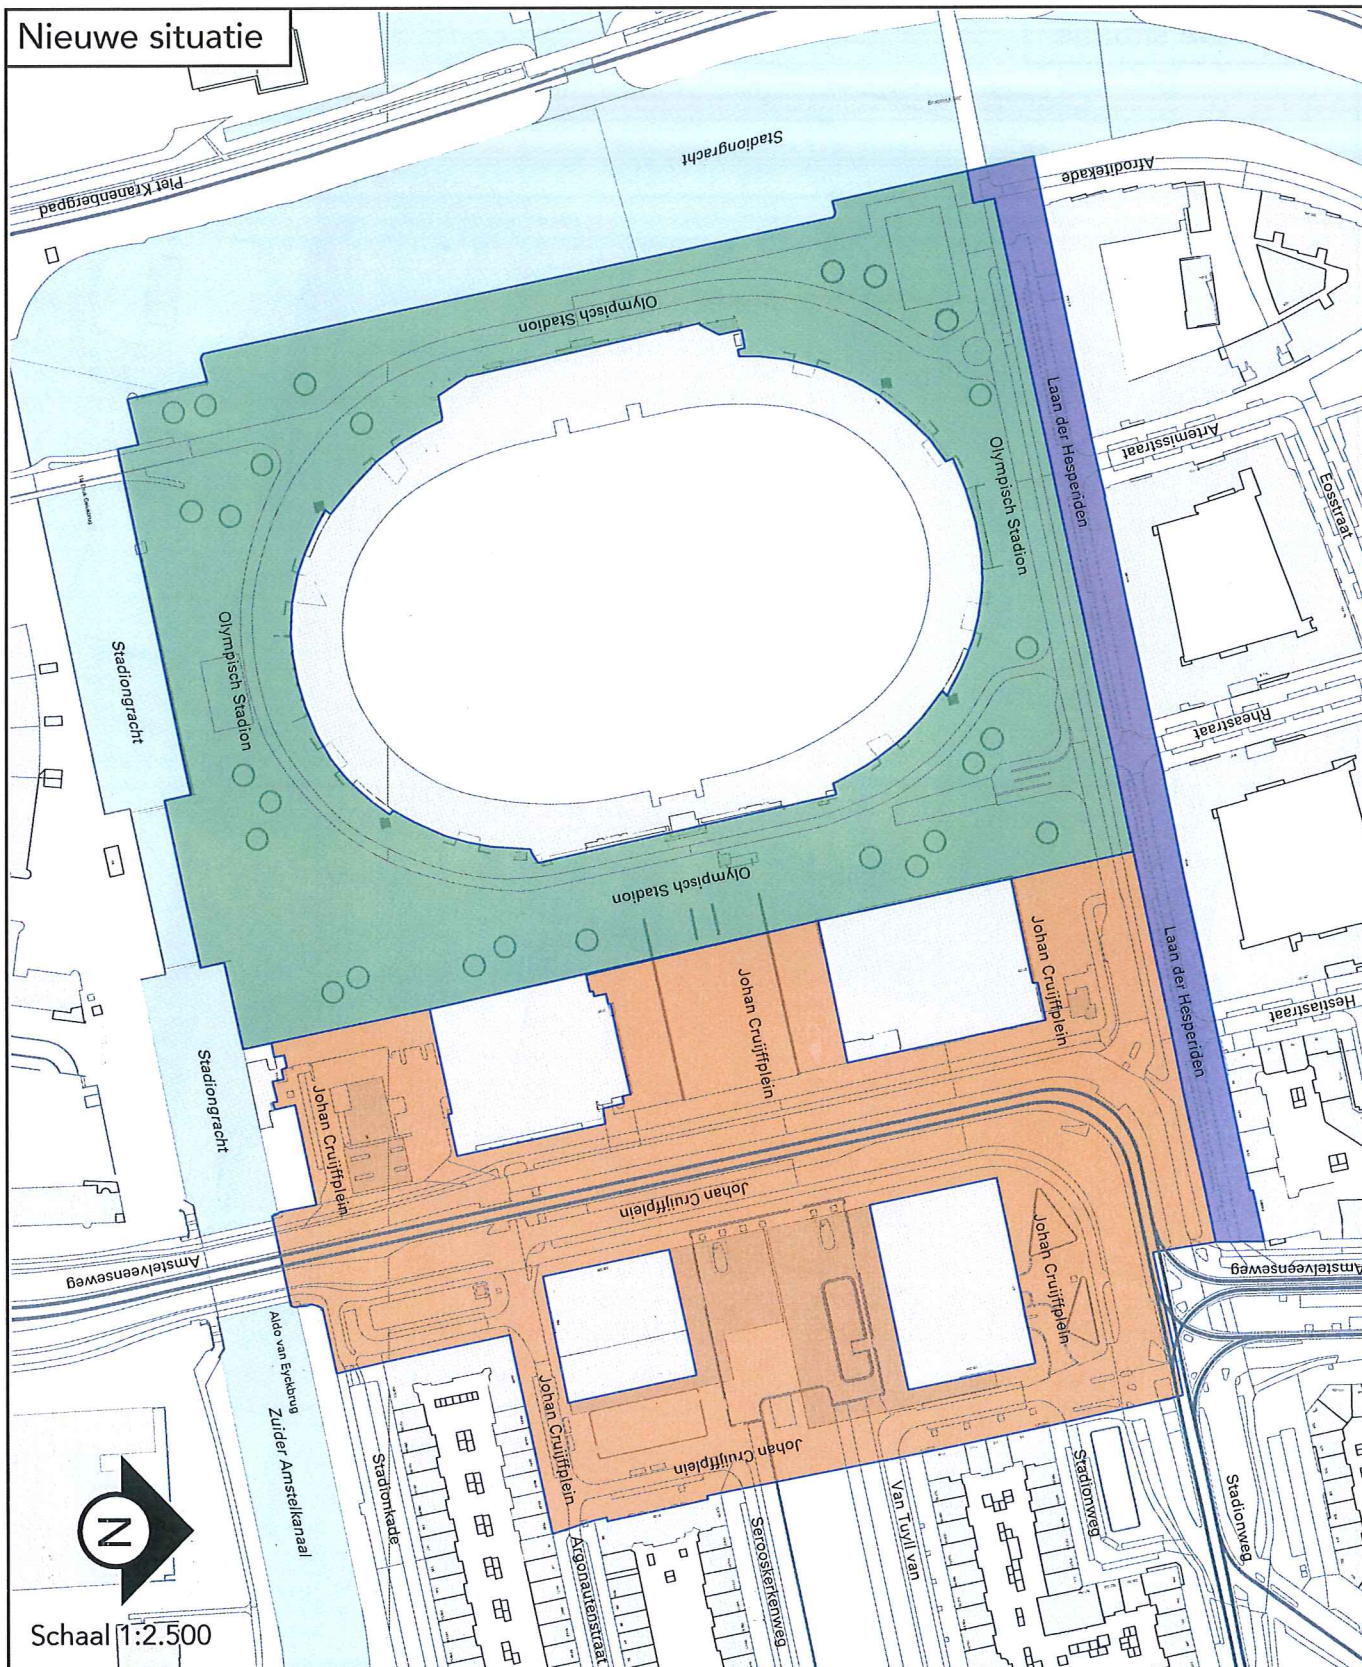 Nieuwe situatie
Piet Kranenbergpad
Stadiongracht
Afroditekade
Olympisch Stadion
Laan der Hesperiden
Artemisstraat
Eosstraat
Olympisch Stadion
Stadiongracht
Olympisch Stadion
Rheastraat
Olympisch Stadion
Johan Cruijffplein
Johan Cruijffplein
Laan der Hesperiden
Hestiastraat
Stadiongracht
Johan Cruijffplein
Johan Cruijffplein
Johan Cruijffplein
Amstelveenseweg
Amstelveenseweg
Aldo van Eyckbrug
Zuider Amstelkanaal
Stadionkade
Johan Cruijffplein
Johan Cruijffplein
Argonautenstraat
Serooskerkenweg
Van Tuyll van
Stadionweg
Stadionweg
N
Schaal 1:2.500